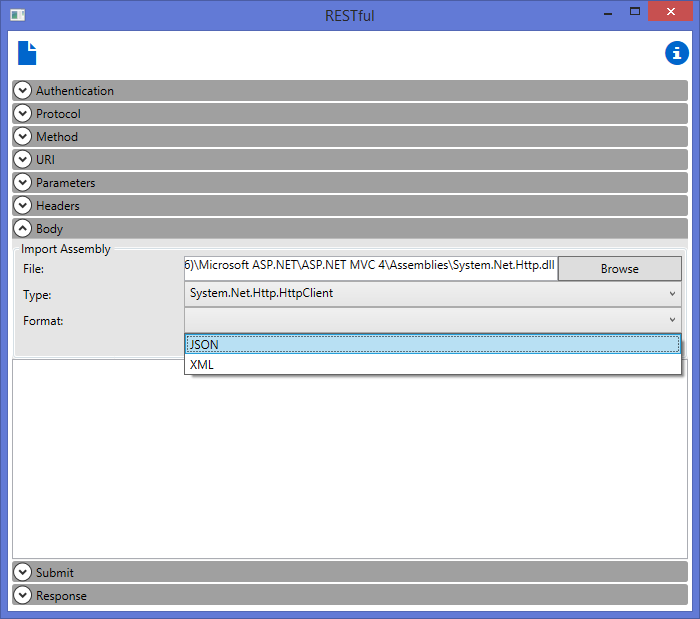 RESTful
Authentication
Protocol
Method
URI
Parameters
Headers
Body
Import Assembly
File: 6)\Microsoft ASP.NET\ASP.NET MVC 4\Assemblies\System.Net.Http.dll Browse
Type: System.Net.Http.HttpClient
Format:
JSON
XML
Submit
Response